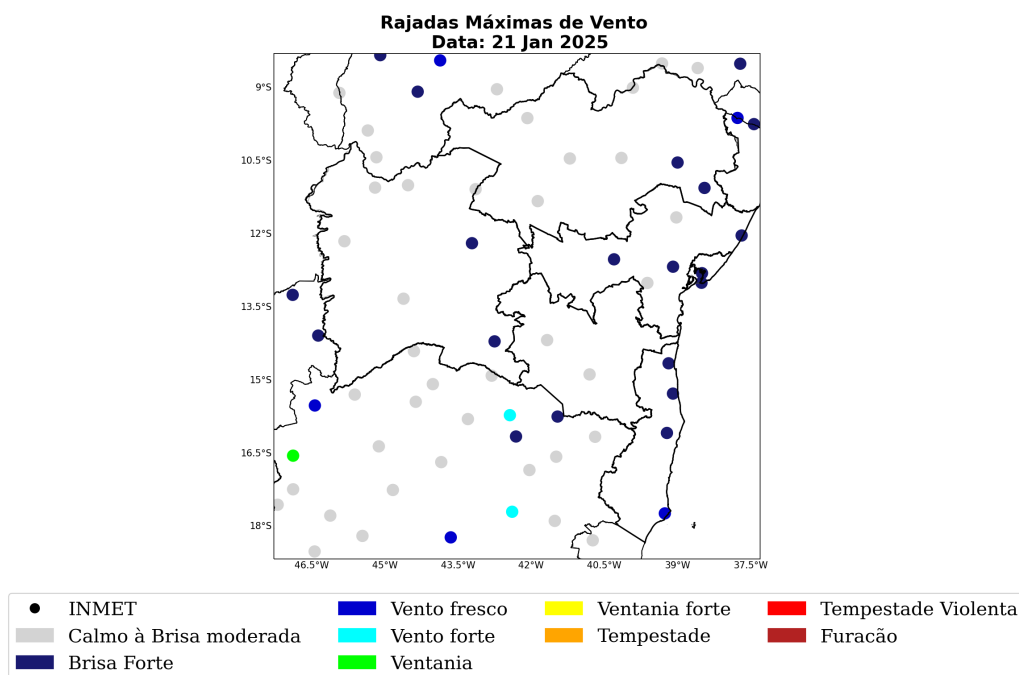 Rajadas Máximas de Vento
Data: 21 Jan 2025
9°S
10.5°S
12°S
13.5°S
15°S
16.5°S
18°S
46.5°W 45°W 43.5°W 42°W 40.5°W 39°W 37.5°W
INMET Vento fresco Ventania forte Tempestade Violenta
Calmo à Brisa moderada Vento forte Tempestade Furacão
Brisa Forte Ventania